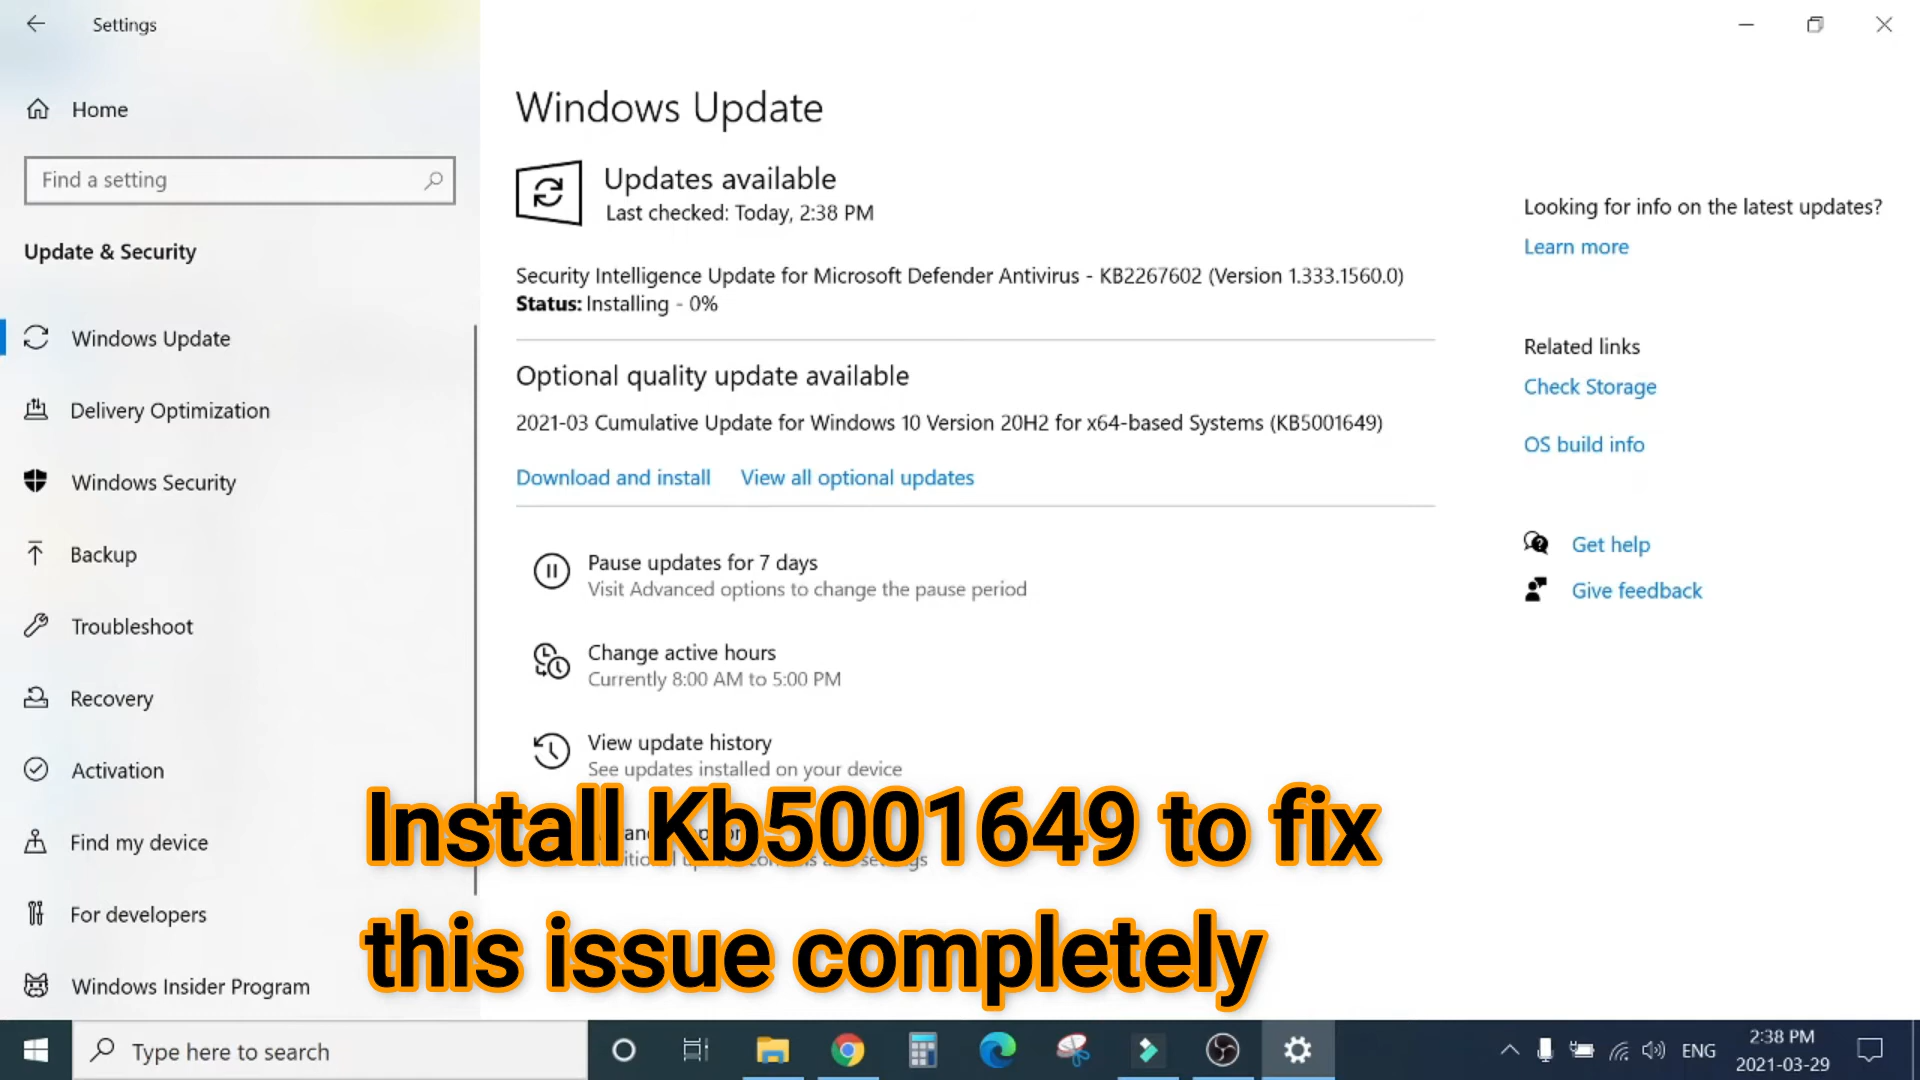 Settings
Home
Find a setting
Update & Security
Windows Update
Delivery Optimization
Windows Security
Backup
Troubleshoot
Recovery
Activation
Find my device
For developers
Windows Insider Program
Windows Update
Updates available
Last checked: Today, 2:38 PM
Security Intelligence Update for Microsoft Defender Antivirus - KB2267602 (Version 1.333.1560.0)
Status: Installing - 0%
Optional quality update available
2021-03 Cumulative Update for Windows 10 Version 20H2 for x64-based Systems (KB5001649)
Download and install View all optional updates
Pause updates for 7 days
Visit Advanced options to change the pause period
Change active hours
Currently 8:00 AM to 5:00 PM
View update history
See updates installed on your device
Looking for info on the latest updates?
Learn more
Related links
Check Storage
OS build info
Get help
Give feedback
Install Kb5001649 to fix
this issue completely
Type here to search
ENG
2:38 PM
2021-03-29